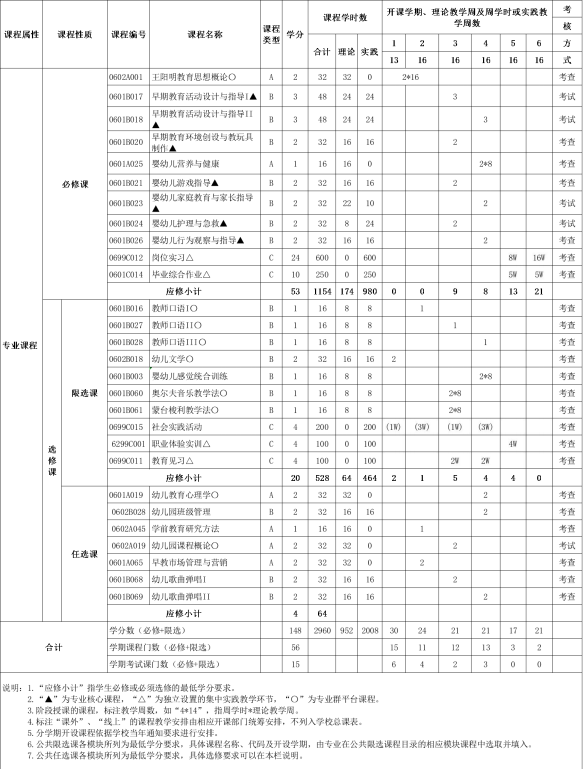 课程属性 课程性质 课程编号 课程名称 课程类型 学分 课程学时数 开课学期、理论教学周及周学时或实践教学周数 考核方式
合计 理论 实践 1 2 3 4 5 6
13 16 16 16 16 16
专业课程
必修课
0602A001 王阳明教育思想概论○ A 2 32 32 0 2*16 考查
0601B017 早期教育活动设计与指导I▲ B 3 48 24 24 3 考试
0601B018 早期教育活动设计与指导II▲ B 3 48 24 24 3 考试
0601B020 早期教育环境创设与教玩具制作▲ B 2 32 16 16 2 考查
0601A025 婴幼儿营养与健康 A 1 16 16 0 2*8 考查
0601B021 婴幼儿游戏指导▲ B 2 32 16 16 2 考查
0601B023 婴幼儿家庭教育与家长指导▲ B 2 32 22 10 2 考试
0601B024 婴幼儿护理与急救▲ B 2 32 8 24 2 考试
0601B026 婴幼儿行为观察与指导▲ B 2 32 16 16 2 考查
0699C012 岗位实习△ C 24 600 0 600 8W 16W 考查
0601C014 毕业综合作业△ C 10 250 0 250 5W 5W 考查
应修小计 53 1154 174 980 0 0 9 8 13 21
选修课
限选课
0601B016 教师口语I○ B 1 16 8 8 1 考查
0601B027 教师口语II○ B 1 16 8 8 1 考查
0601B028 教师口语III○ B 1 16 8 8 1 考查
0602B018 幼儿文学○ B 2 32 16 16 2 考查
0601B003 婴幼儿感觉统合训练 B 1 16 8 8 2*8 考查
0601B060 奥尔夫音乐教学法○ B 1 16 8 8 2*8 考查
0601B061 蒙台梭利教学法○ B 1 16 8 8 2*8 考查
0699C015 社会实践活动 C 4 200 0 200 (1W) (3W) (1W) (3W) 考查
6299C001 职业体验实训△ C 4 100 0 100 4W 考查
0699C011 教育见习△ C 4 100 0 100 2W 2W 考查
应修小计 20 528 64 464 2 1 5 4 4 0
任选课
0601A019 幼儿教育心理学○ A 2 32 32 0 2 考查
0602B028 幼儿园班级管理 B 2 32 16 16 2 考查
0602A045 学前教育研究方法 A 1 16 16 0 1 考查
0602A019 幼儿园课程概论○ A 2 32 32 0 2 考试
0601A065 早教市场管理与营销 A 2 32 32 0 2 考查
0601B068 幼儿歌曲弹唱I B 2 32 16 16 2 考查
0601B069 幼儿歌曲弹唱II B 2 32 16 16 2 考查
应修小计 4 64
合计
学分数（必修+限选） 148 2960 952 2008 30 24 21 21 17 21
学期课程门数（必修+限选） 56 15 11 12 13 3 2
学期考试课门数（必修+限选） 15 6 4 2 3 0 0
说明：1.“应修小计”指学生必修或必须选修的最低学分要求。
2.“▲”为专业核心课程，“△”为独立设置的集中实践教学环节，“○”为专业群平台课程。
3.阶段授课的课程，标注教学周数，如“4*14”，指周学时*理论教学周。
4.标注“课外”、“线上”的课程教学安排由相应开课部门统筹安排，不列入学校总课表。
5.分学期开设课程依据学校当年通知要求进行安排。
6.公共限选课各模块所列为最低学分要求，具体课程名称、代码及开设学期，由专业在公共限选课程目录的相应模块课程中选取并填入。
7.公共任选课各模块所列为最低学分要求，具体选修要求可以在本栏说明。